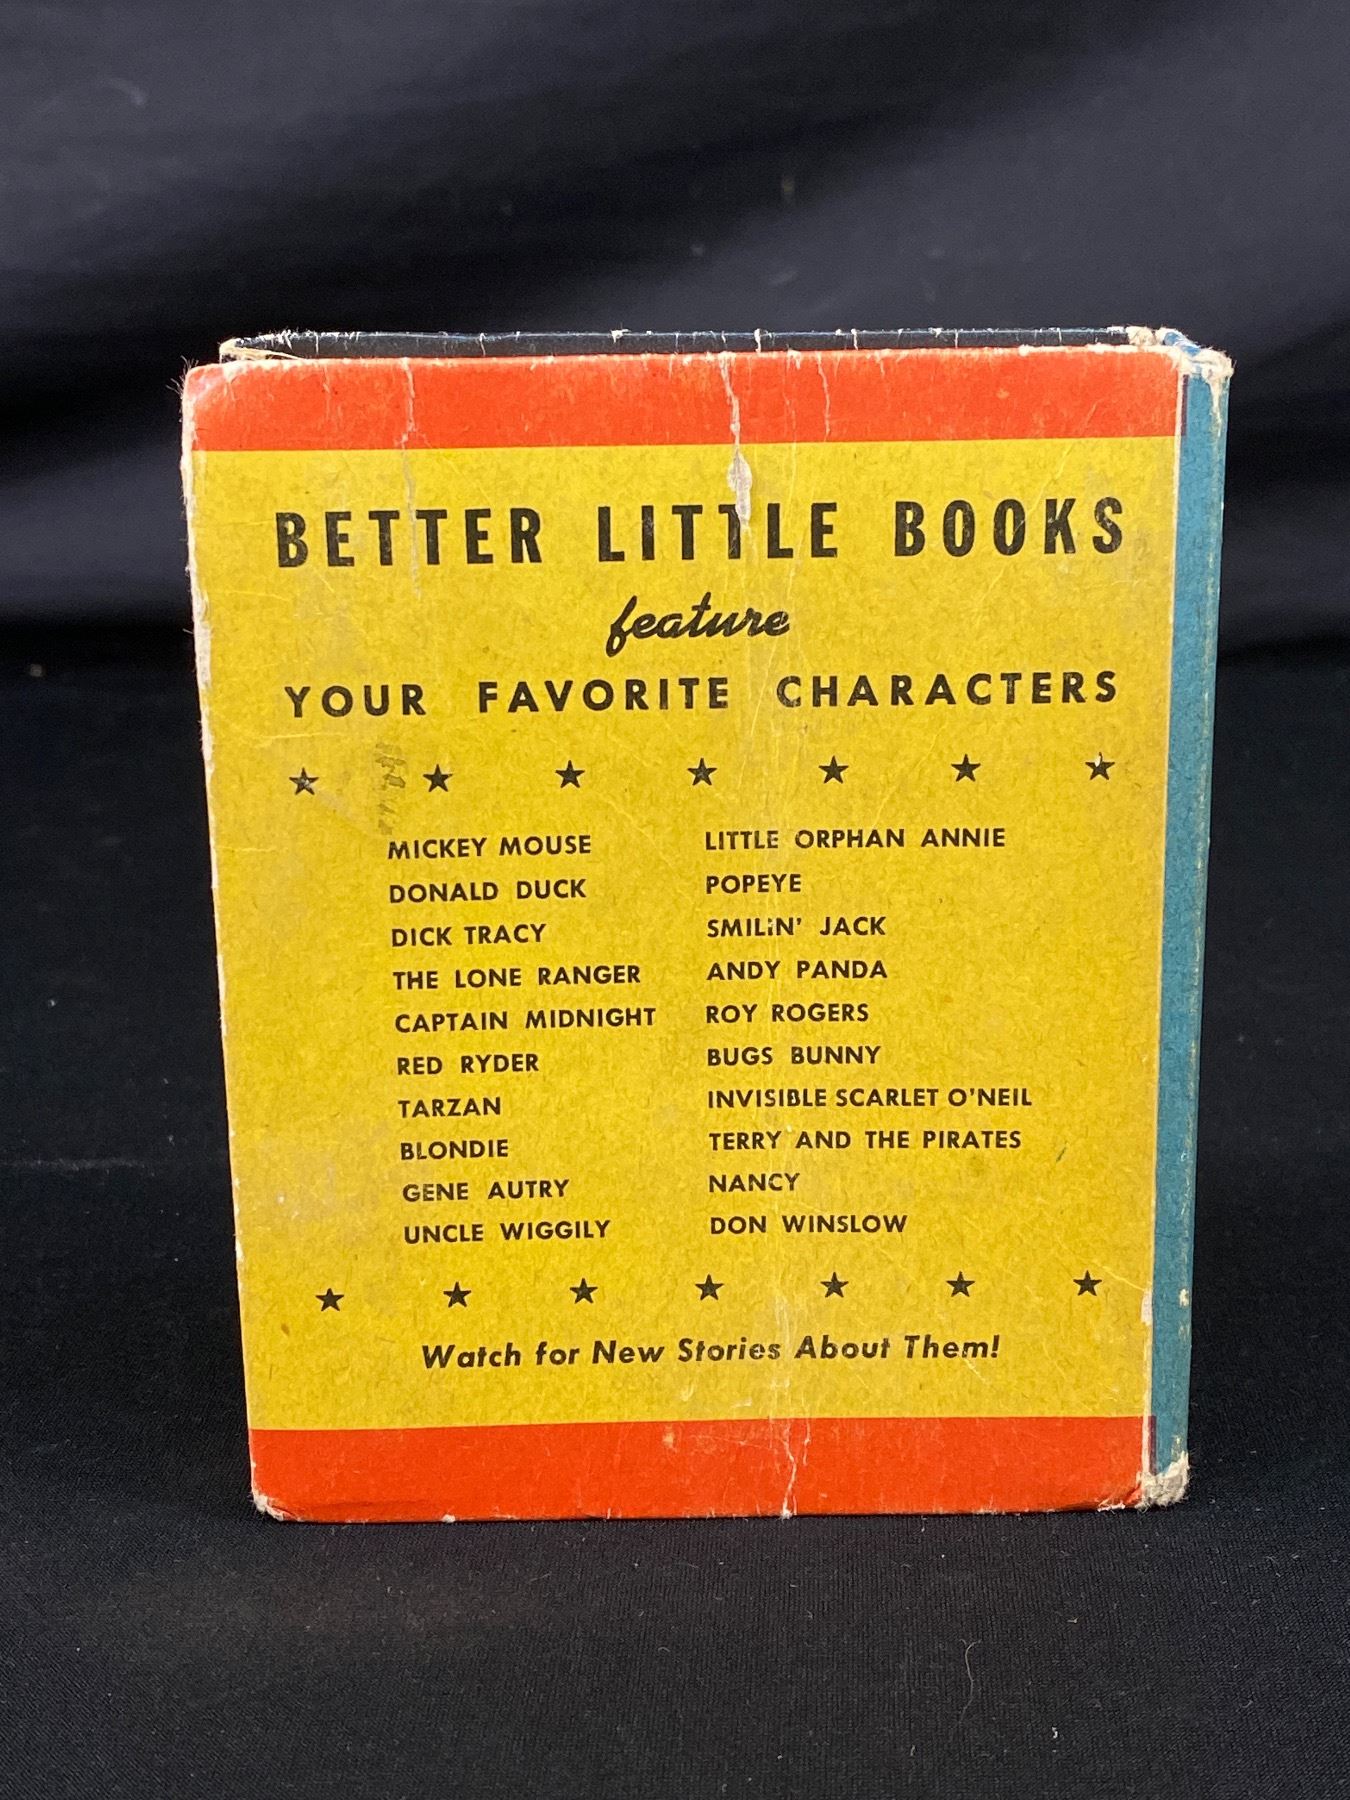 BETTER LITTLE BOOKS
feature
YOUR FAVORITE CHARACTERS
MICKEY MOUSE
DONALD DUCK
DICK TRACY
THE LONE RANGER
CAPTAIN MIDNIGHT
RED RYDER
TARZAN
BLONDIE
GENE AUTRY
UNCLE WIGGILY
LITTLE ORPHAN ANNIE
POPEYE
SMILIN' JACK
ANDY PANDA
ROY ROGERS
BUGS BUNNY
INVISIBLE SCARLET O'NEIL
TERRY AND THE PIRATES
NANCY
DON WINSLOW
Watch for New Stories About Them!